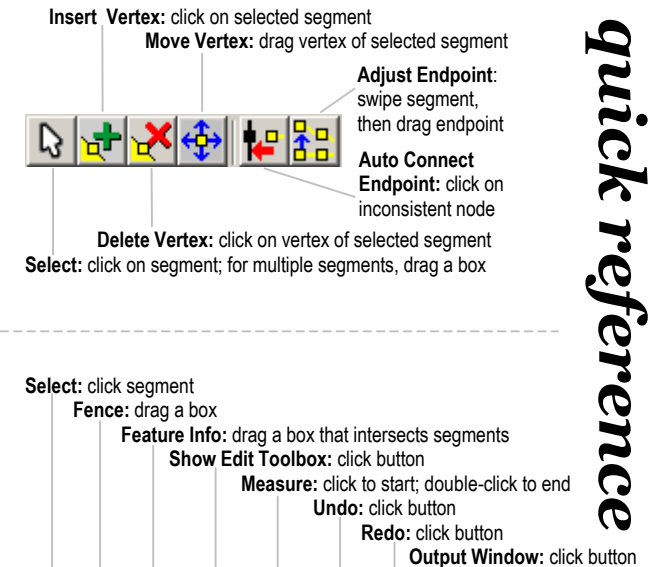 Insert Vertex: click on selected segment
Move Vertex: drag vertex of selected segment
Adjust Endpoint:
swipe segment,
then drag endpoint
Auto Connect
Endpoint: click on
inconsistent node
Delete Vertex: click on vertex of selected segment
Select: click on segment; for multiple segments, drag a box
quick reference
Select: click segment
Fence: drag a box
Feature Info: drag a box that intersects segments
Show Edit Toolbox: click button
Measure: click to start; double-click to end
Undo: click button
Redo: click button
Output Window: click button